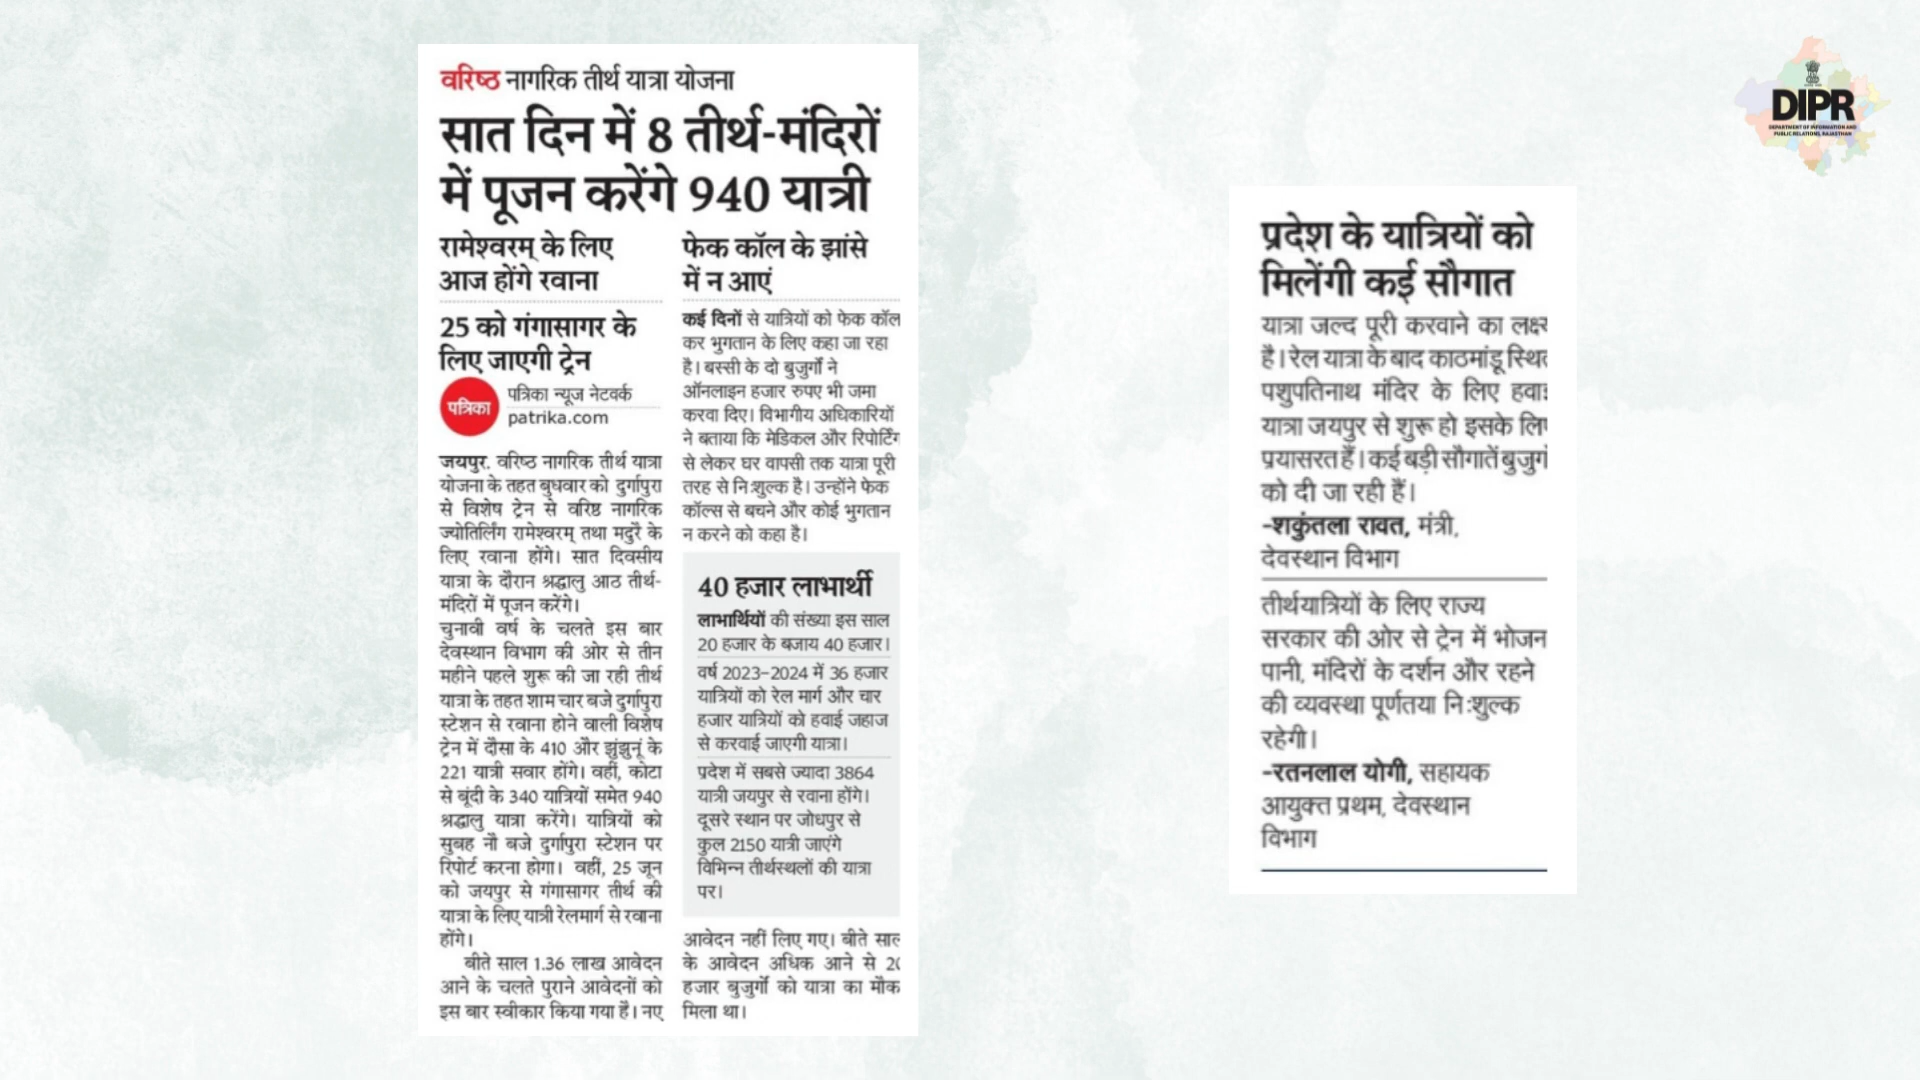 वरिष्ठ नागरिक तीर्थ यात्रा योजना
सात दिन में 8 तीर्थ-मंदिरों
में पूजन करेंगे 940 यात्री
रामेश्वरम् के लिए
आज होंगे रवाना
25 को गंगासागर के
लिए जाएगी ट्रेन
पत्रिका
पत्रिका न्यूज नेटवर्क
patrika.com
जयपुर. वरिष्ठ नागरिक तीर्थ यात्रा
योजना के तहत बुधवार को दुर्गापुरा
से विशेष ट्रेन से वरिष्ठ नागरिक
ज्योतिर्लिंग रामेश्वरम् तथा मदुरै के
लिए रवाना होंगे। सात दिवसीय
यात्रा के दौरान श्रद्धालु आठ तीर्थ-
मंदिरों में पूजन करेंगे।
चुनावी वर्ष के चलते इस बार
देवस्थान विभाग की ओर से तीन
महीने पहले शुरू की जा रही तीर्थ
यात्रा के तहत शाम चार बजे दुर्गापुरा
स्टेशन से रवाना होने वाली विशेष
ट्रेन में दौसा के 410 और झुंझुनूं के
221 यात्री सवार होंगे। वहीं, कोटा
से बूंदी के 340 यात्रियों समेत 940
श्रद्धालु यात्रा करेंगे। यात्रियों को
सुबह नौ बजे दुर्गापुरा स्टेशन पर
रिपोर्ट करना होगा। वहीं, 25 जून
को जयपुर से गंगासागर तीर्थ की
यात्रा के लिए यात्री रेलमार्ग से रवाना
होंगे।
बीते साल 1.36 लाख आवेदन
आने के चलते पुराने आवेदनों को
इस बार स्वीकार किया गया है। नए
फेक कॉल के झांसे
में न आएं
कई दिनों से यात्रियों को फेक कॉल
कर भुगतान के लिए कहा जा रहा
है। बस्सी के दो बुजुर्गों ने
ऑनलाइन हजार रुपए भी जमा
करवा दिए। विभागीय अधिकारियों
ने बताया कि मेडिकल और रिपोर्टिंग
से लेकर घर वापसी तक यात्रा पूरी
तरह से नि:शुल्क है। उन्होंने फेक
कॉल्स से बचने और कोई भुगतान
न करने को कहा है।
40 हजार लाभार्थी
लाभार्थियों की संख्या इस साल
20 हजार के बजाय 40 हजार।
वर्ष 2023-2024 में 36 हजार
यात्रियों को रेल मार्ग और चार
हजार यात्रियों को हवाई जहाज
से करवाई जाएगी यात्रा।
प्रदेश में सबसे ज्यादा 3864
यात्री जयपुर से रवाना होंगे।
दूसरे स्थान पर जोधपुर से
कुल 2150 यात्री जाएंगे
विभिन्न तीर्थस्थलों की यात्रा
पर।
आवेदन नहीं लिए गए। बीते साल
के आवेदन अधिक आने से
हजार बुजुर्गों को यात्रा का
मिला था।
प्रदेश के यात्रियों को
मिलेंगी कई सौगात
यात्रा जल्द पूरी करवाने का
है। रेल यात्रा के बाद काठमांडू
पशुपतिनाथ मंदिर के लिए
यात्रा जयपुर से शुरू हो इसके
प्रयासरत हैं। कई बड़ी सौगातें
को दी जा रही हैं।
-शकुंतला रावत, मंत्री,
देवस्थान विभाग
तीर्थयात्रियों के लिए राज्य
सरकार की ओर से ट्रेन में भोजन
पानी, मंदिरों के दर्शन और रहने
की व्यवस्था पूर्णतया नि:शुल्क
रहेगी।
-रतनलाल योगी, सहायक
आयुक्त प्रथम, देवस्थान
विभाग
DIPR
DEPARTMENT OF INFORMATION AND
PUBLIC RELATIONS, RAJASTHAN